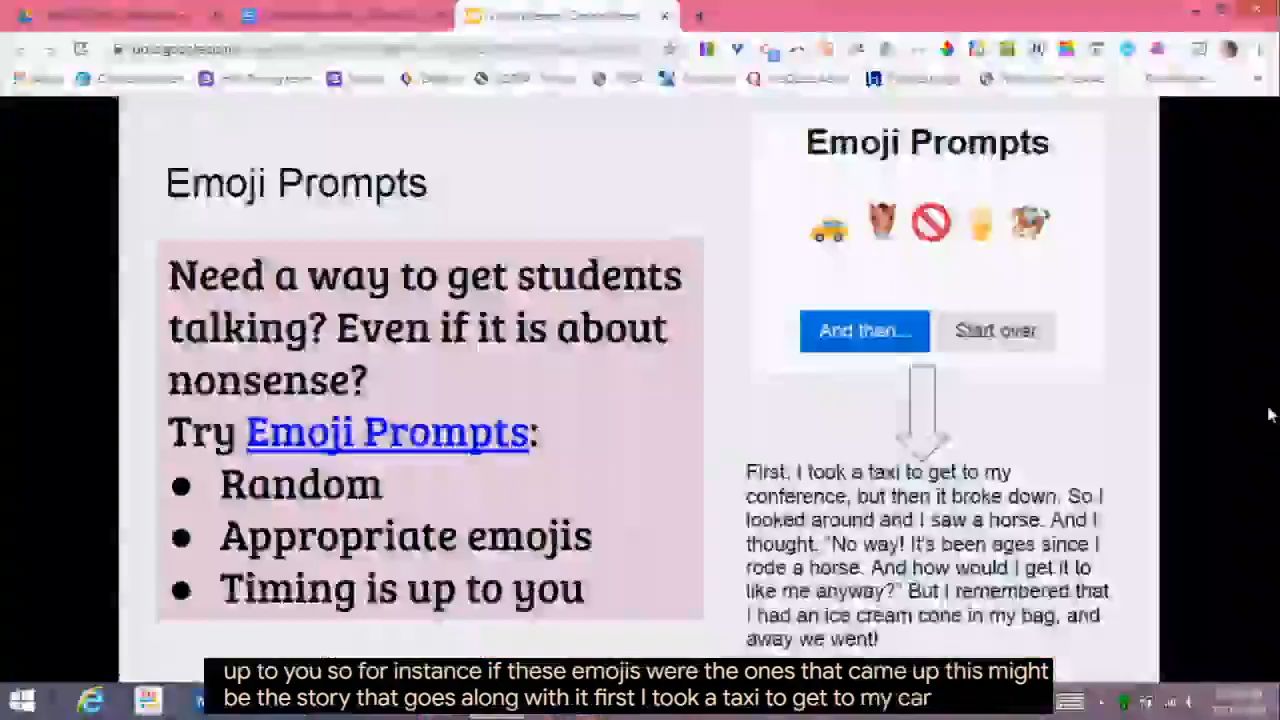 Emoji Prompts
Need a way to get students
talking? Even if it is about
nonsense?
Try Emoji Prompts:
● Random
● Appropriate emojis
● Timing is up to you
Emoji Prompts
And then...
Start over
First, I took a taxi to get to my
conference, but then it broke down. So I
looked around and I saw a horse. And I
thought. "No way! It's been ages since I
rode a horse. And how would I get it to
like me anyway?" But I remembered that
I had an ice cream cone in my bag, and
away we went!
up to you so for instance if these emojis were the ones that came up this might
be the story that goes along with it first I took a taxi to get to my car